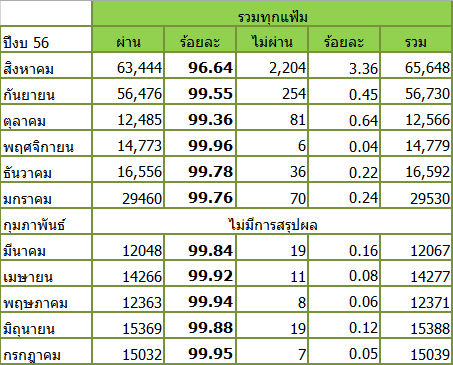 รวมทุกแฟ้ม
ปีงบ 56 ผ่าน ร้อยละ ไม่ผ่าน ร้อยละ รวม
สิงหาคม 63,444 96.64 2,204 3.36 65,648
กันยายน 56,476 99.55 254 0.45 56,730
ตุลาคม 12,485 99.36 81 0.64 12,566
พฤศจิกายน 14,773 99.96 6 0.04 14,779
ธันวาคม 16,556 99.78 36 0.22 16,592
มกราคม 29460 99.76 70 0.24 29530
กุมภาพันธ์ ไม่มีการสรุปผล
มีนาคม 12048 99.84 19 0.16 12067
เมษายน 14266 99.92 11 0.08 14277
พฤษภาคม 12363 99.94 8 0.06 12371
มิถุนายน 15369 99.88 19 0.12 15388
กรกฎาคม 15032 99.95 7 0.05 15039